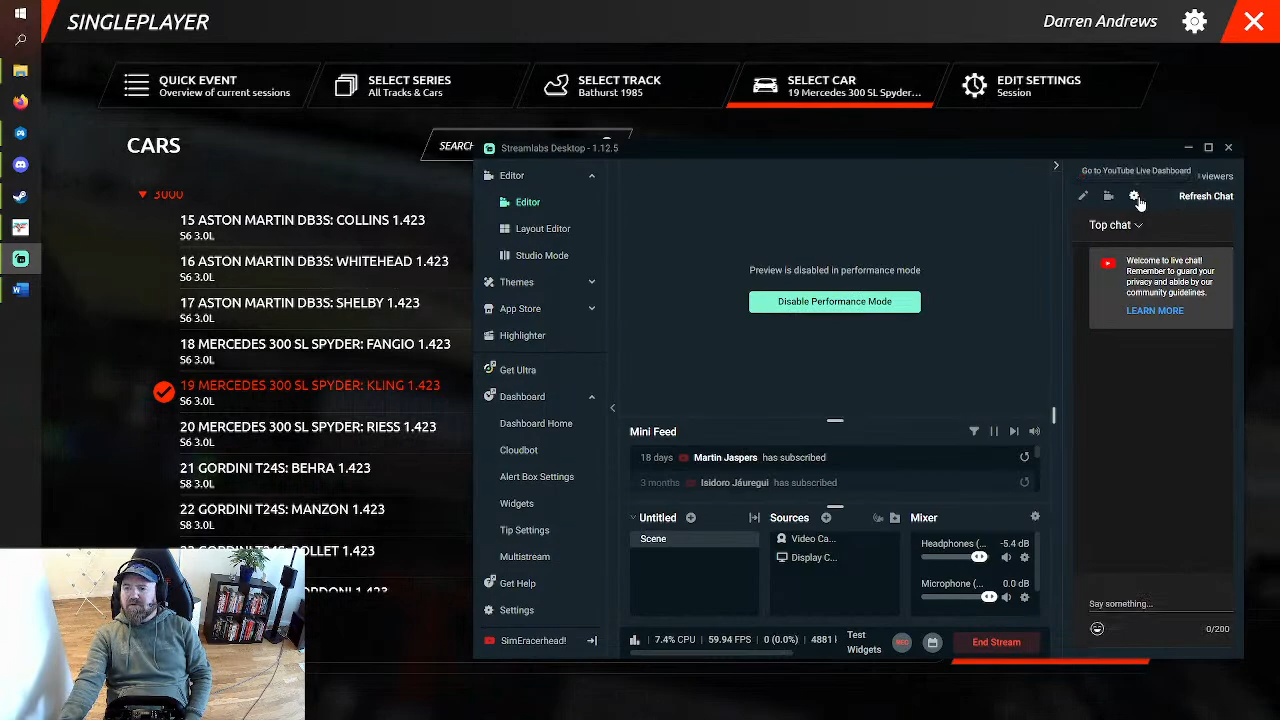 SINGLEPLAYER
Darren Andrews
QUICK EVENT
Overview of current sessions
SELECT SERIES
All Tracks & Cars
SELECT TRACK
Bathurst 1985
SELECT CAR
19 Mercedes 300 SL Spyder...
EDIT SETTINGS
Session
CARS
SEARCH
3000
15 ASTON MARTIN DB3S: COLLINS 1.423
S6 3.0L
16 ASTON MARTIN DB3S: WHITEHEAD 1.423
S6 3.0L
17 ASTON MARTIN DB3S: SHELBY 1.423
S6 3.0L
18 MERCEDES 300 SL SPYDER: FANGIO 1.423
S6 3.0L
19 MERCEDES 300 SL SPYDER: KLING 1.423
S6 3.0L
20 MERCEDES 300 SL SPYDER: RIESS 1.423
S6 3.0L
21 GORDINI T24S: BEHRA 1.423
S8 3.0L
22 GORDINI T24S: MANZON 1.423
S8 3.0L
POLLET 1.423
Streamlabs Desktop - 1.12.5
Editor
Editor
Layout Editor
Studio Mode
Themes
App Store
Highlighter
Get Ultra
Dashboard
Dashboard Home
Cloudbot
Alert Box Settings
Widgets
Tip Settings
Multistream
Get Help
Settings
SimEracerhead!
Preview is disabled in performance mode
Disable Performance Mode
Mini Feed
18 days Martin Jaspers has subscribed
3 months Isidoro Jáuregui has subscribed
Untitled
Scene
Sources
Video Ca...
Display C...
Mixer
Headphones (... -5.4 dB
Microphone (... 0.0 dB
7.4% CPU 59.94 FPS 0 (0.0%) 4881
Test
Widgets
REC
End Stream
Go to YouTube Live Dashboard
viewers
Refresh Chat
Top chat
Welcome to live chat!
Remember to guard your
privacy and abide by our
community guidelines.
LEARN MORE
Say something...
0/200